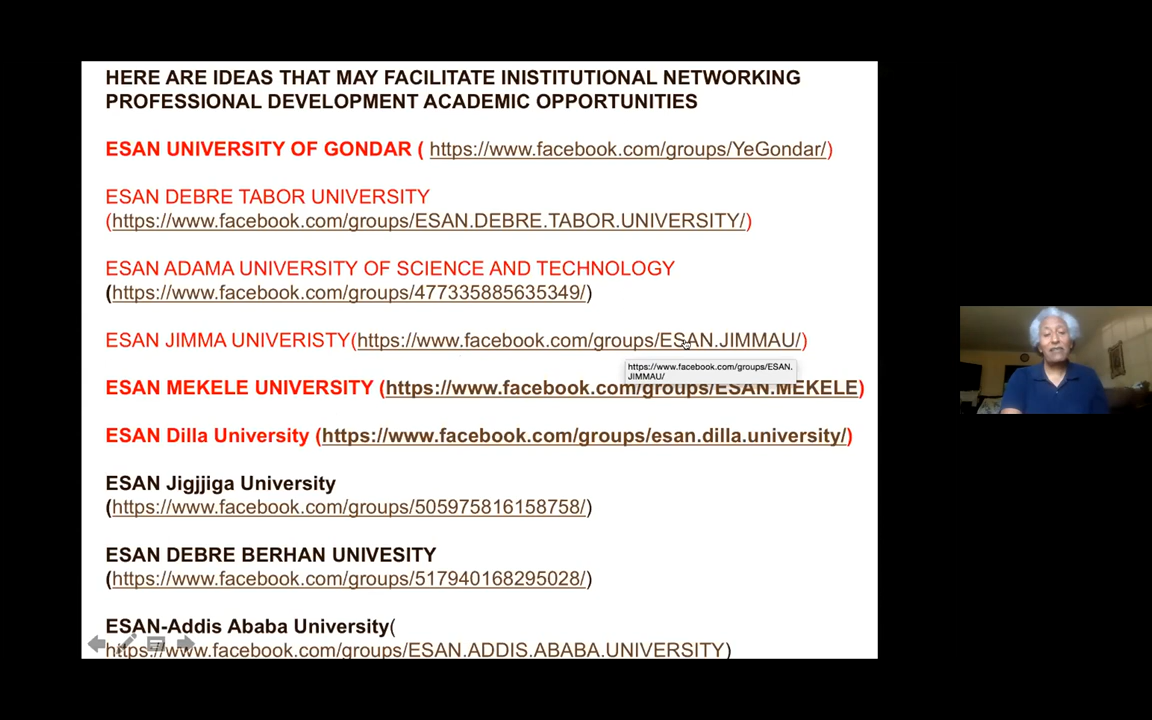 HERE ARE IDEAS THAT MAY FACILITATE INISTITUTIONAL NETWORKING
PROFESSIONAL DEVELOPMENT ACADEMIC OPPORTUNITIES
ESAN UNIVERSITY OF GONDAR ( https://www.facebook.com/groups/YeGondar/)
ESAN DEBRE TABOR UNIVERSITY
(https://www.facebook.com/groups/ESAN.DEBRE.TABOR.UNIVERSITY/)
ESAN ADAMA UNIVERSITY OF SCIENCE AND TECHNOLOGY
(https://www.facebook.com/groups/477335885635349/)
ESAN JIMMA UNIVERISTY(https://www.facebook.com/groups/ESAN.JIMMAU/)
https://www.facebook.com/groups/ESAN.
JIMMAU/
ESAN MEKELE UNIVERSITY (https://www.facebook.com/groups/ESAN.MEKELE)
ESAN Dilla University (https://www.facebook.com/groups/esan.dilla.university/)
ESAN Jigjjiga University
(https://www.facebook.com/groups/505975816158758/)
ESAN DEBRE BERHAN UNIVESITY
(https://www.facebook.com/groups/517940168295028/)
ESAN-Addis Ababa University(
https://www.facebook.com/groups/ESAN.ADDIS.ABABA.UNIVERSITY)